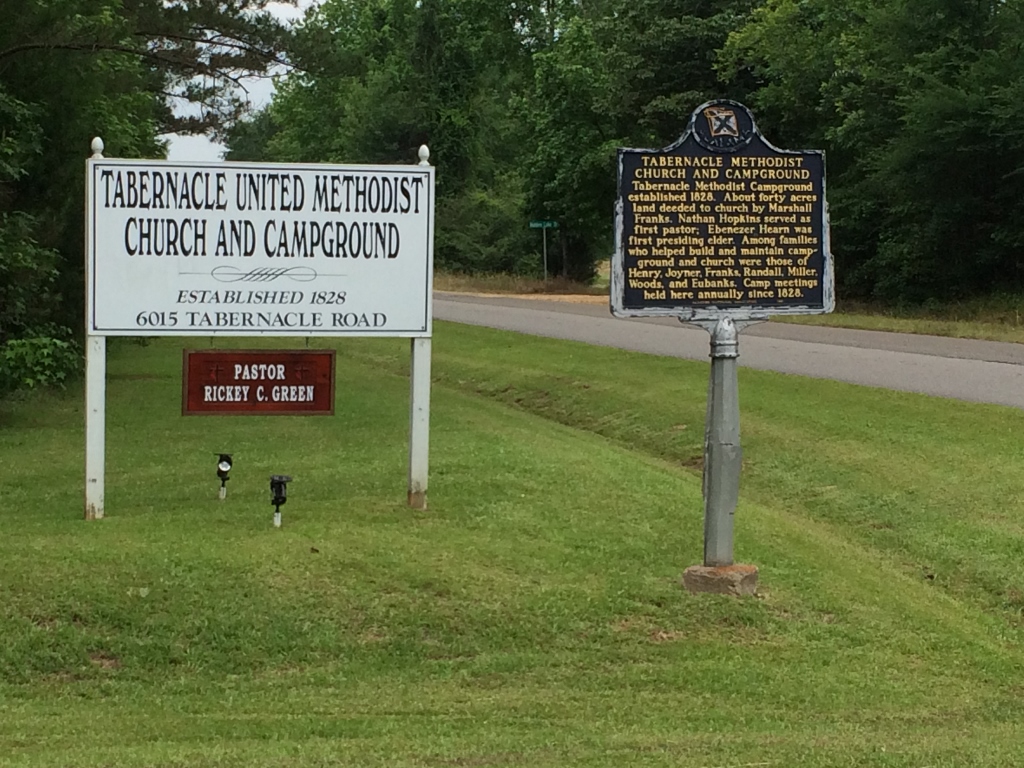 TABERNACLE UNITED METHODIST
CHURCH AND CAMPGROUND
ESTABLISHED 1828
6015 TABERNACLE ROAD
PASTOR
RICKEY C. GREEN
TABERNACLE METHODIST
CHURCH AND CAMPGROUND
Tabernacle Methodist Campground
established 1828. About forty acres
land deeded to church by Marshall
Franks. Nathan Hopkins served as
first pastor; Ebenezer Hearn was
first presiding elder. Among families
who helped build and maintain camp-
ground and church were those of
Henry, Joyner, Franks, Randall, Miller,
Woods, and Eubanks. Camp meetings
held here annually since 1828.